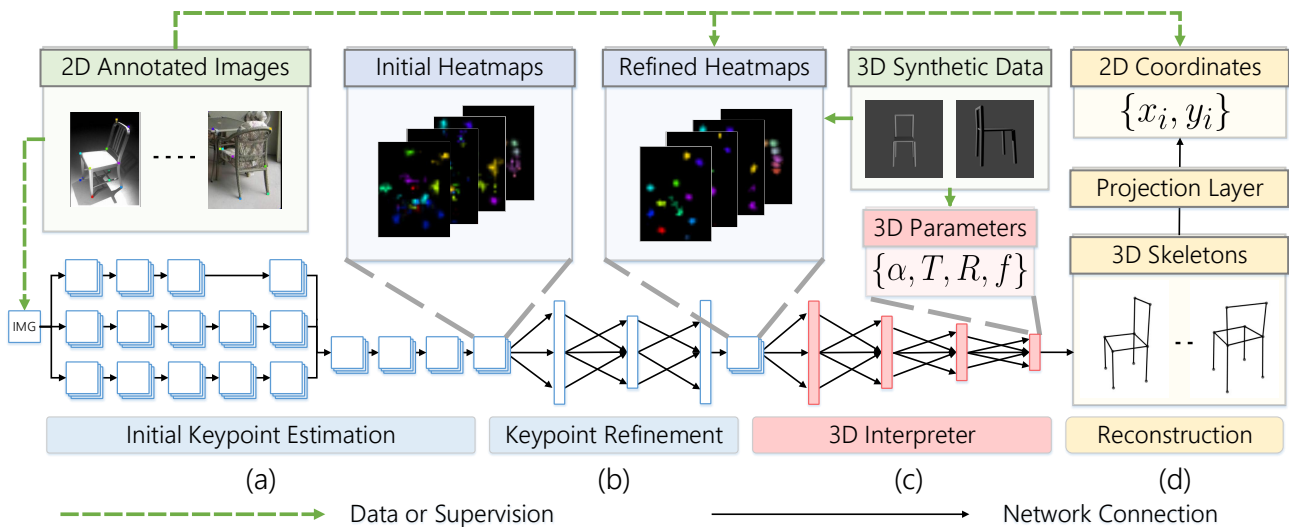 2D Annotated Images
Initial Heatmaps
Refined Heatmaps
3D Synthetic Data
2D Coordinates
{x_i, y_i}
Projection Layer
3D Parameters
{α, T, R, f}
3D Skeletons
IMG
Initial Keypoint Estimation
Keypoint Refinement
3D Interpreter
Reconstruction
(a)
(b)
(c)
(d)
Data or Supervision
Network Connection